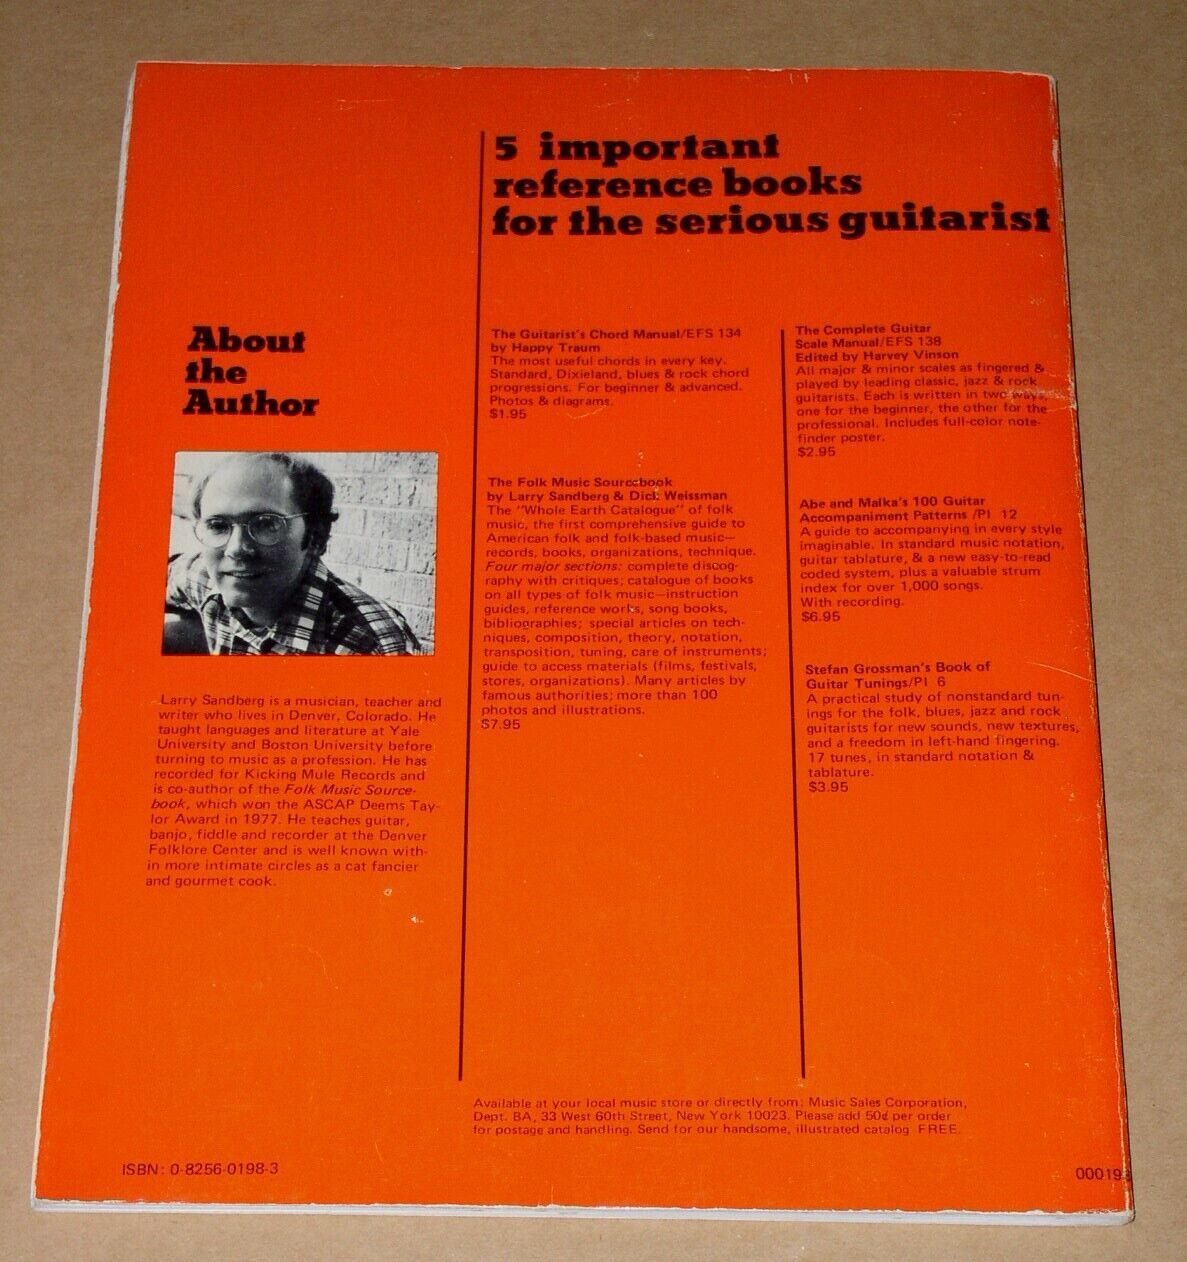 5 important
reference books
for the serious guitarist
About
the
Author
Larry Sandberg is a musician, teacher and
writer who lives in Denver, Colorado. He
taught languages and literature at Yale
University and Boston University before
turning to music as a profession. He has
recorded for Kicking Mule Records and
is co-author of the Folk Music Source-
book, which won the ASCAP Deems Tay-
lor Award in 1977. He teaches guitar,
banjo, fiddle and recorder at the Denver
Folklore Center and is well known with-
in more intimate circles as a cat fancier
and gourmet cook.
The Guitarist's Chord Manual/EFS 134
by Happy Traum
The most useful chords in every key.
Standard, Dixieland, blues & rock chord
progressions. For beginner & advanced.
Photos & diagrams.
$1.95
The Folk Music Sourcebook
by Larry Sandberg & Dick Weissman
The "Whole Earth Catalogue" of folk
music, the first comprehensive guide to
American folk and folk-based music—
records, books, organizations, technique.
Four major sections: complete discog-
raphy with critiques; catalogue of books
on all types of folk music—instruction
guides, reference works, song books,
bibliographies; special articles on tech-
niques, composition, theory, notation,
transposition, tuning, care of instruments;
guide to access materials (films, festivals,
stores, organizations). Many articles by
famous authorities; more than 100
photos and illustrations.
$7.95
The Complete Guitar
Scale Manual/EFS 138
Edited by Harvey Vinson
All major & minor scales as fingered &
played by leading classic, jazz & rock
guitarists. Each is written in two ways,
one for the beginner, the other for the
professional. Includes full-color note-
finder poster.
$2.95
Abe and Malka's 100 Guitar
Accompaniment Patterns /PI 12
A guide to accompanying in every style
imaginable. In standard music notation,
guitar tablature, & a new easy-to-read
coded system, plus a valuable strum
index for over 1,000 songs.
With recording.
$6.95
Stefan Grossman's Book of
Guitar Tunings/PI 6
A practical study of nonstandard tun-
ings for the folk, blues, jazz and rock
guitarists for new sounds, new textures,
and a freedom in left-hand fingering.
17 tunes, in standard notation &
tablature.
$3.95
Available at your local music store or directly from: Music Sales Corporation,
Dept. BA, 33 West 60th Street, New York 10023. Please add 50¢ per order
for postage and handling. Send for our handsome, illustrated catalog FREE.
ISBN: 0-8256-0198-3